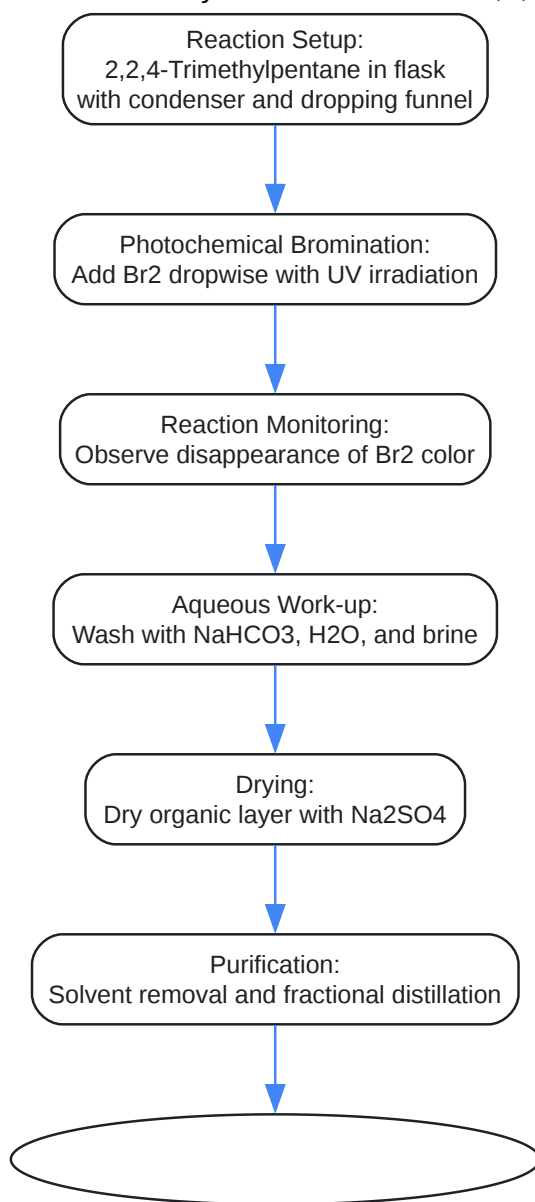 Reaction Setup:
2,2,4-Trimethylpentane in flask
with condenser and dropping funnel
Photochemical Bromination:
Add Br2 dropwise with UV irradiation
Reaction Monitoring:
Observe disappearance of Br2 color
Aqueous Work-up:
Wash with NaHCO3, H2O, and brine
Drying:
Dry organic layer with Na2SO4
Purification:
Solvent removal and fractional distillation